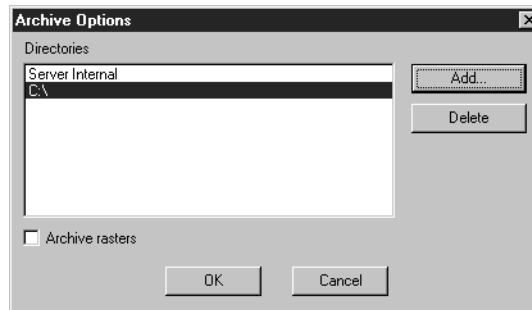 Archive Options
Directories
Server Internal
C:\
Add...
Delete
Archive rasters
OK
Cancel